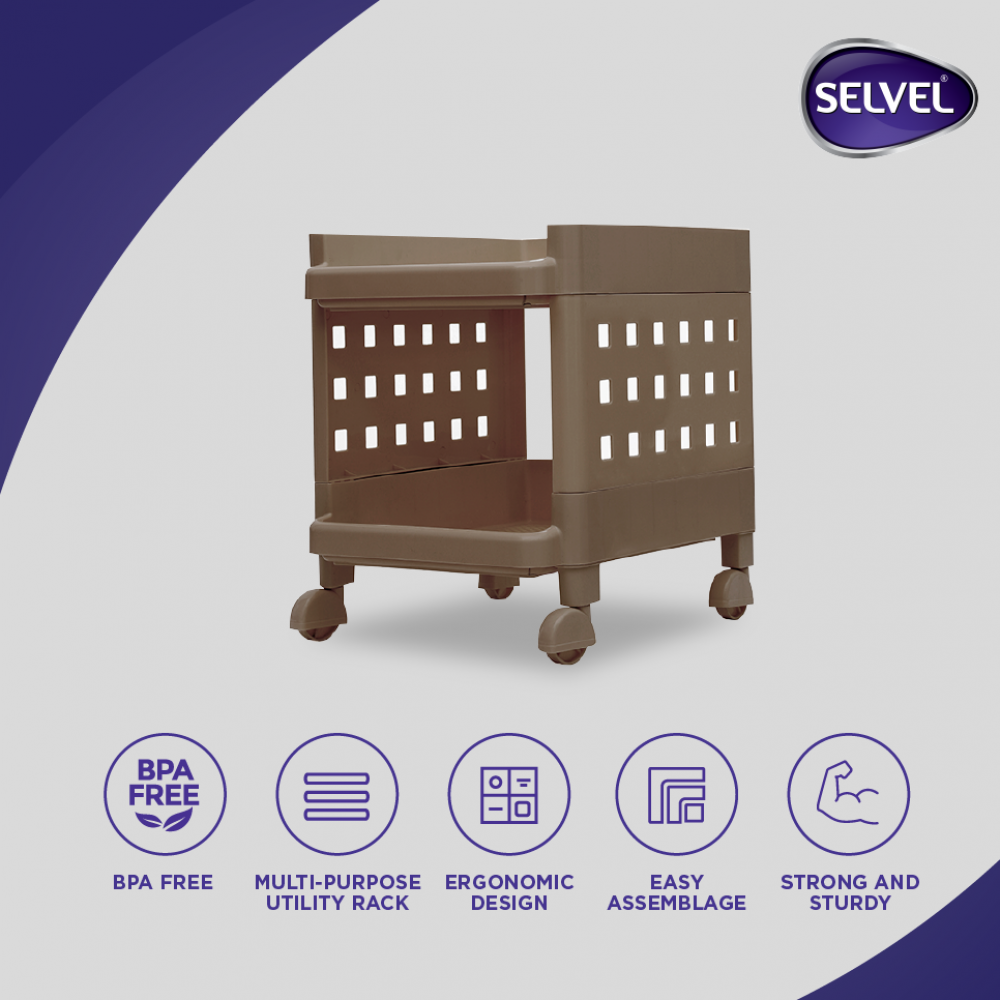 SELVEL®
BPA
FREE
BPA FREE
MULTI-PURPOSE
UTILITY RACK
ERGONOMIC
DESIGN
EASY
ASSEMBLAGE
STRONG AND
STURDY